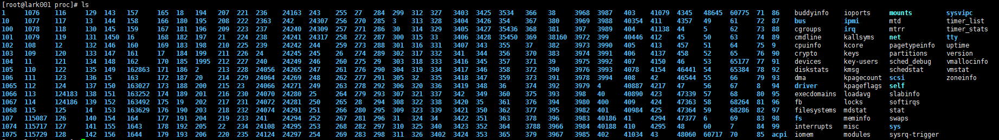 [root@lark001 proc]# ls
1 1076 116 129 143 157 165 18 194 207 221 236 24163 243 255 27 284 299 312 327 3403 3425 3534 366 38 3968 3987 403 41079 4345 48645 60775 71 86 buddyinfo ioports mounts sysvipc
10 1077 117 13 144 158 166 180 195 208 222 2363 242 24307 256 270 285 3 313 328 3404 3426 354 367 380 3969 3988 40354 411 4357 49 61 72 87 bus ipmi mtd timer_list
100 1078 118 130 145 159 167 181 196 209 223 237 24240 24309 257 271 286 30 314 329 3405 3427 35436 368 381 397 3989 404 41138 44 5 62 73 88 cgroups irq mtrr timer_stats
101 1079 119 131 1450 16 168 182 197 21 224 238 24241 24317 258 272 287 300 315 33 3406 3428 35450 369 38160 3972 399 40446 412 45 50 63 74 89 cmdline kallsyms net tty
102 108 12 132 146 160 169 183 198 210 225 239 24242 244 259 273 288 301 316 331 3407 343 355 37 382 3973 3990 405 413 457 51 64 75 9 cpuinfo kcore pagetypeinfo uptime
103 109 120 133 147 161 17 184 199 211 226 24 24245 245 26 274 289 302 317 332 341 344 356 370 383 3974 3991 406 4137 458 52 65 76 90 crypto keys partitions version
104 11 121 134 148 162 170 185 1995 212 227 240 24249 246 260 275 29 303 318 333 3416 345 357 371 39 3975 3992 407 4150 46 53 65177 77 91 devices key-users sched_debug vmallocinfo
105 110 122 135 149 162863 171 186 2 213 228 24056 24265 247 261 276 290 304 319 334 3417 346 358 372 390 3976 3993 4078 4154 46441 54 65384 78 92 diskstats kmsg schedstat vmstat
106 111 123 136 15 163 172 187 20 214 229 24064 24269 248 262 277 291 305 32 335 3418 347 359 373 391 3978 3994 408 42 46544 55 66 79 93 dma kpagecount scsi zoneinfo
1065 112 124 137 150 163027 173 188 200 215 23 24066 24271 249 263 278 292 306 320 336 3419 348 36 374 392 3979 4 40887 4217 47 56 67 8 94 driver kpageflags self
1066 113 124183 138 151 163252 174 189 201 216 230 24070 24280 25 264 279 293 307 321 337 342 349 360 375 393 398 40 40890 423 47339 57 68 80 95 execdomains loadavg slabinfo
1067 114 124186 139 152 163492 175 19 202 217 231 24072 24281 250 265 28 294 308 322 338 3420 35 361 376 394 3980 400 409 424 47363 58 68264 81 96 fb locks softirqs
1068 115 125 14 153 163629 176 190 203 218 232 24074 24291 251 266 280 295 309 323 339 3421 350 362 377 395 3982 401 40984 425 47364 59 68286 82 97 filesystems mdstat stat
107 115087 126 140 154 164 177 191 204 219 233 241 24294 252 267 281 296 31 324 34 3422 351 363 378 396 3983 40186 41 4294 47377 6 69 83 98 fs meminfo swaps
1074 115717 127 141 155 1643 178 192 205 22 234 24108 24295 253 268 282 297 310 325 340 3423 352 364 3788 3966 3984 40188 410 4295 48 60 7 84 99 interrupts misc sys
1075 115729 128 142 156 1644 179 193 206 220 235 24124 24297 254 269 283 298 311 326 3402 3424 353 365 379 3967 3985 402 41034 43 48060 60717 70 85 acpi iomem modules sysrq-trigger